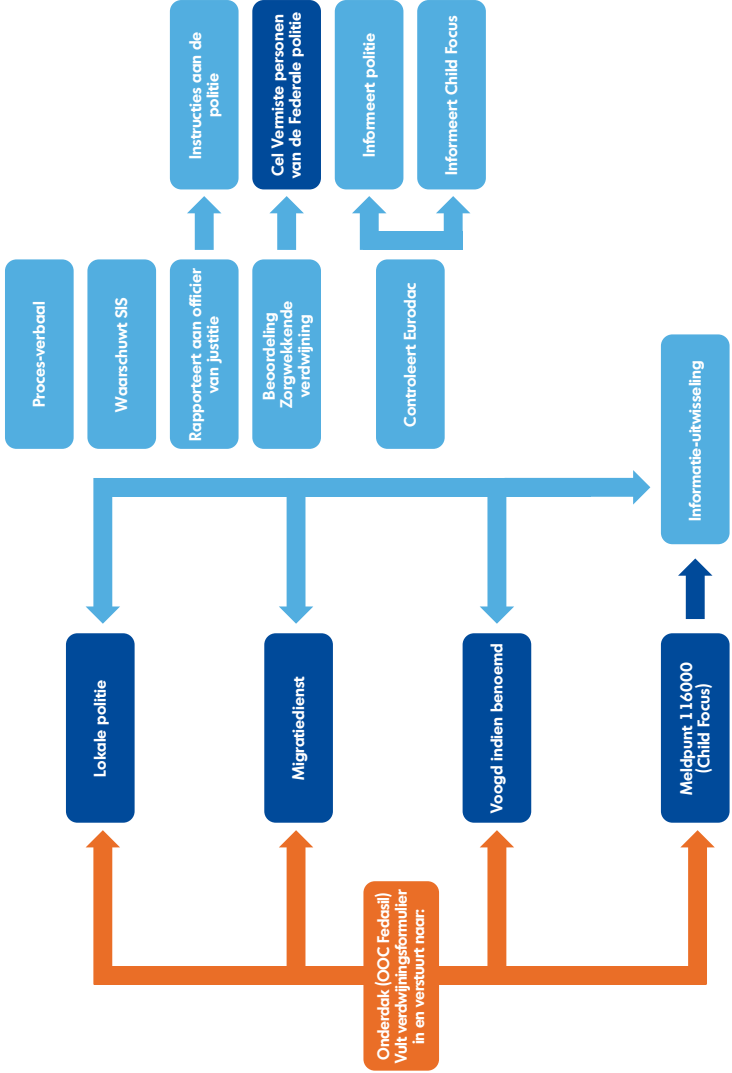 Onderdak (OOC Fedasil)
Vult verdwijningsformulier
in en verstuurt naar:
Lokale politie
Migratiedienst
Voogd indien benoemd
Meldpunt 116000
(Child Focus)
Informatie-uitwisseling
Proces-verbaal
Waarschuwt SIS
Rapporteert aan officier
van justitie
Beoordeling
Zorgwekkende
verdwijning
Controleert Eurodac
Instructies aan de
politie
Cel Vermiste personen
van de Federale politie
Informeert politie
Informeert Child Focus